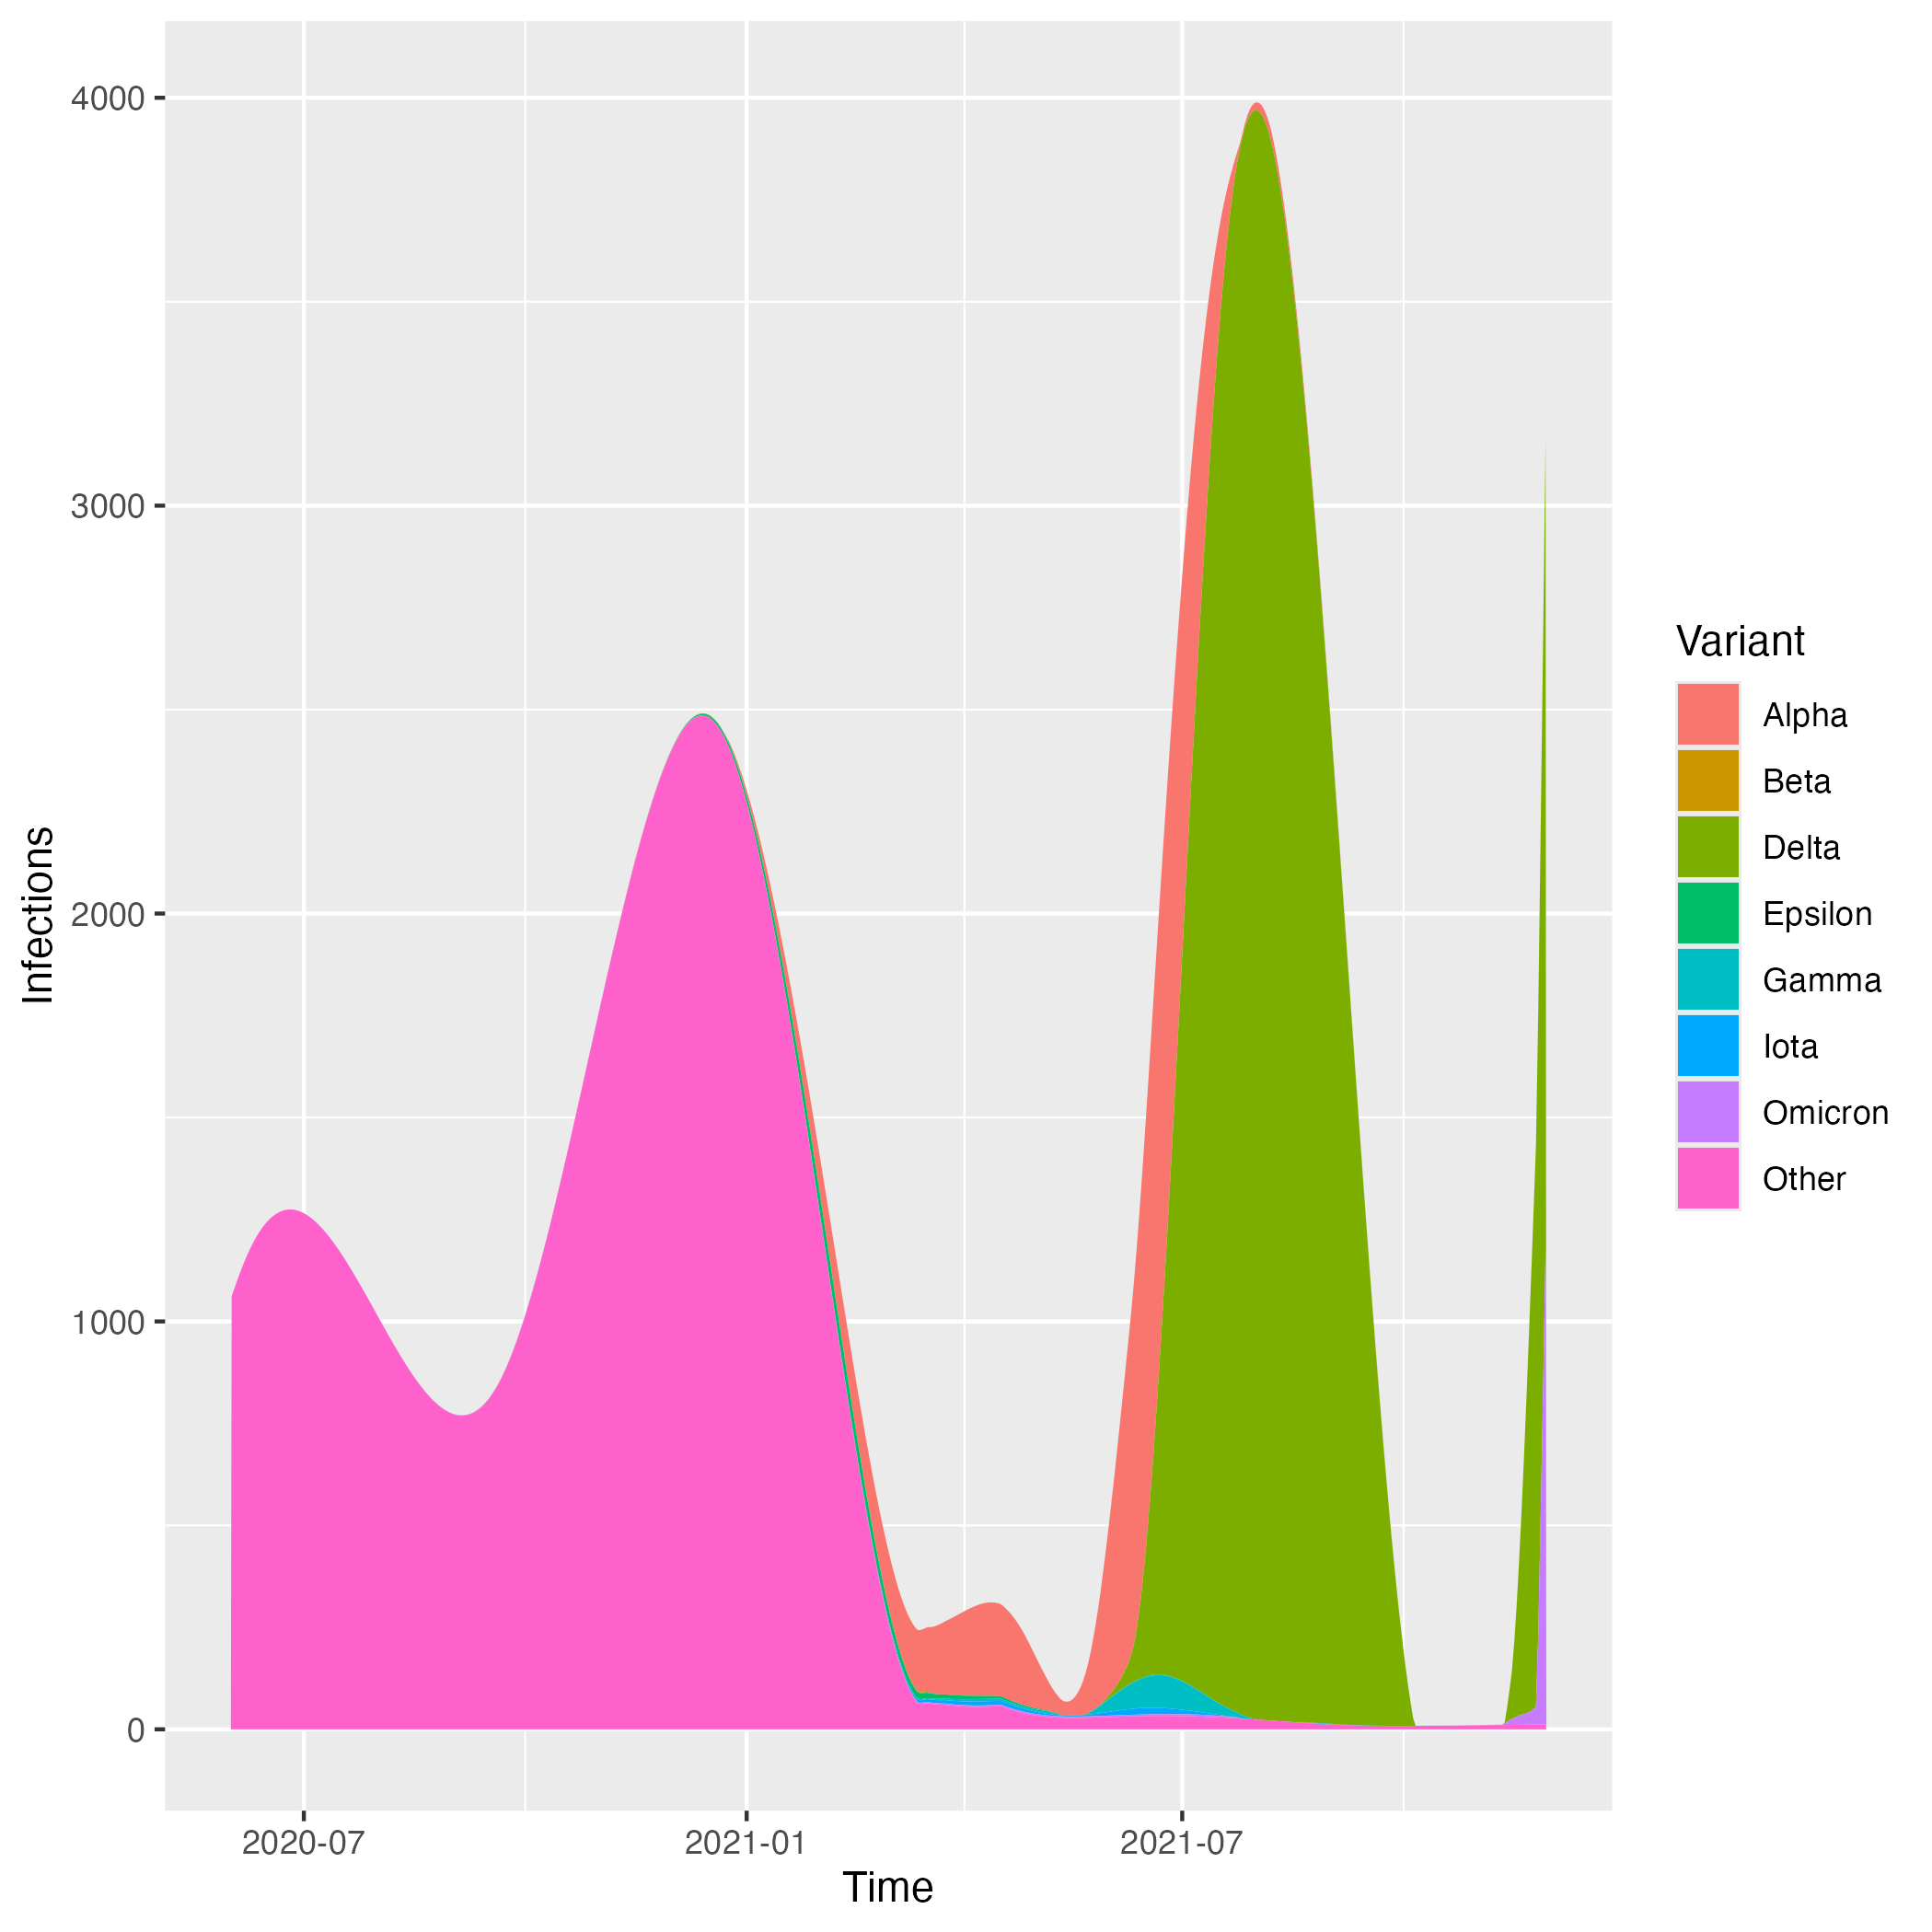 4000
3000
2000
1000
0
Infections
2020-07
2021-01
2021-07
Time
Variant
Alpha
Beta
Delta
Epsilon
Gamma
Iota
Omicron
Other